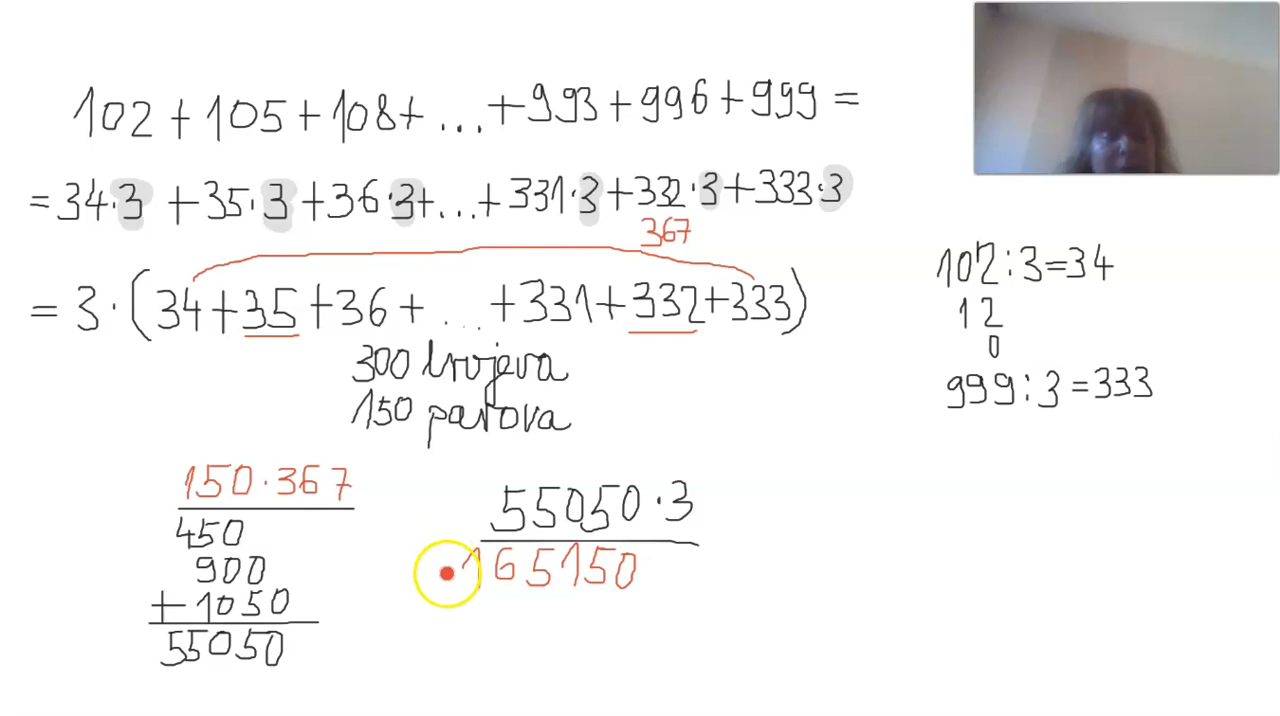 102 + 105 + 108 + ... + 993 + 996 + 999 =
= 34·3 + 35·3 + 36·3 + ... + 331·3 + 332·3 + 333·3
367
= 3·(34 + 35 + 36 + ... + 331 + 332 + 333)
300 brojeva
150 parova
102:3=34
12
0
999:3=333
150·367
450
900
+1050
55050
55050·3
165150